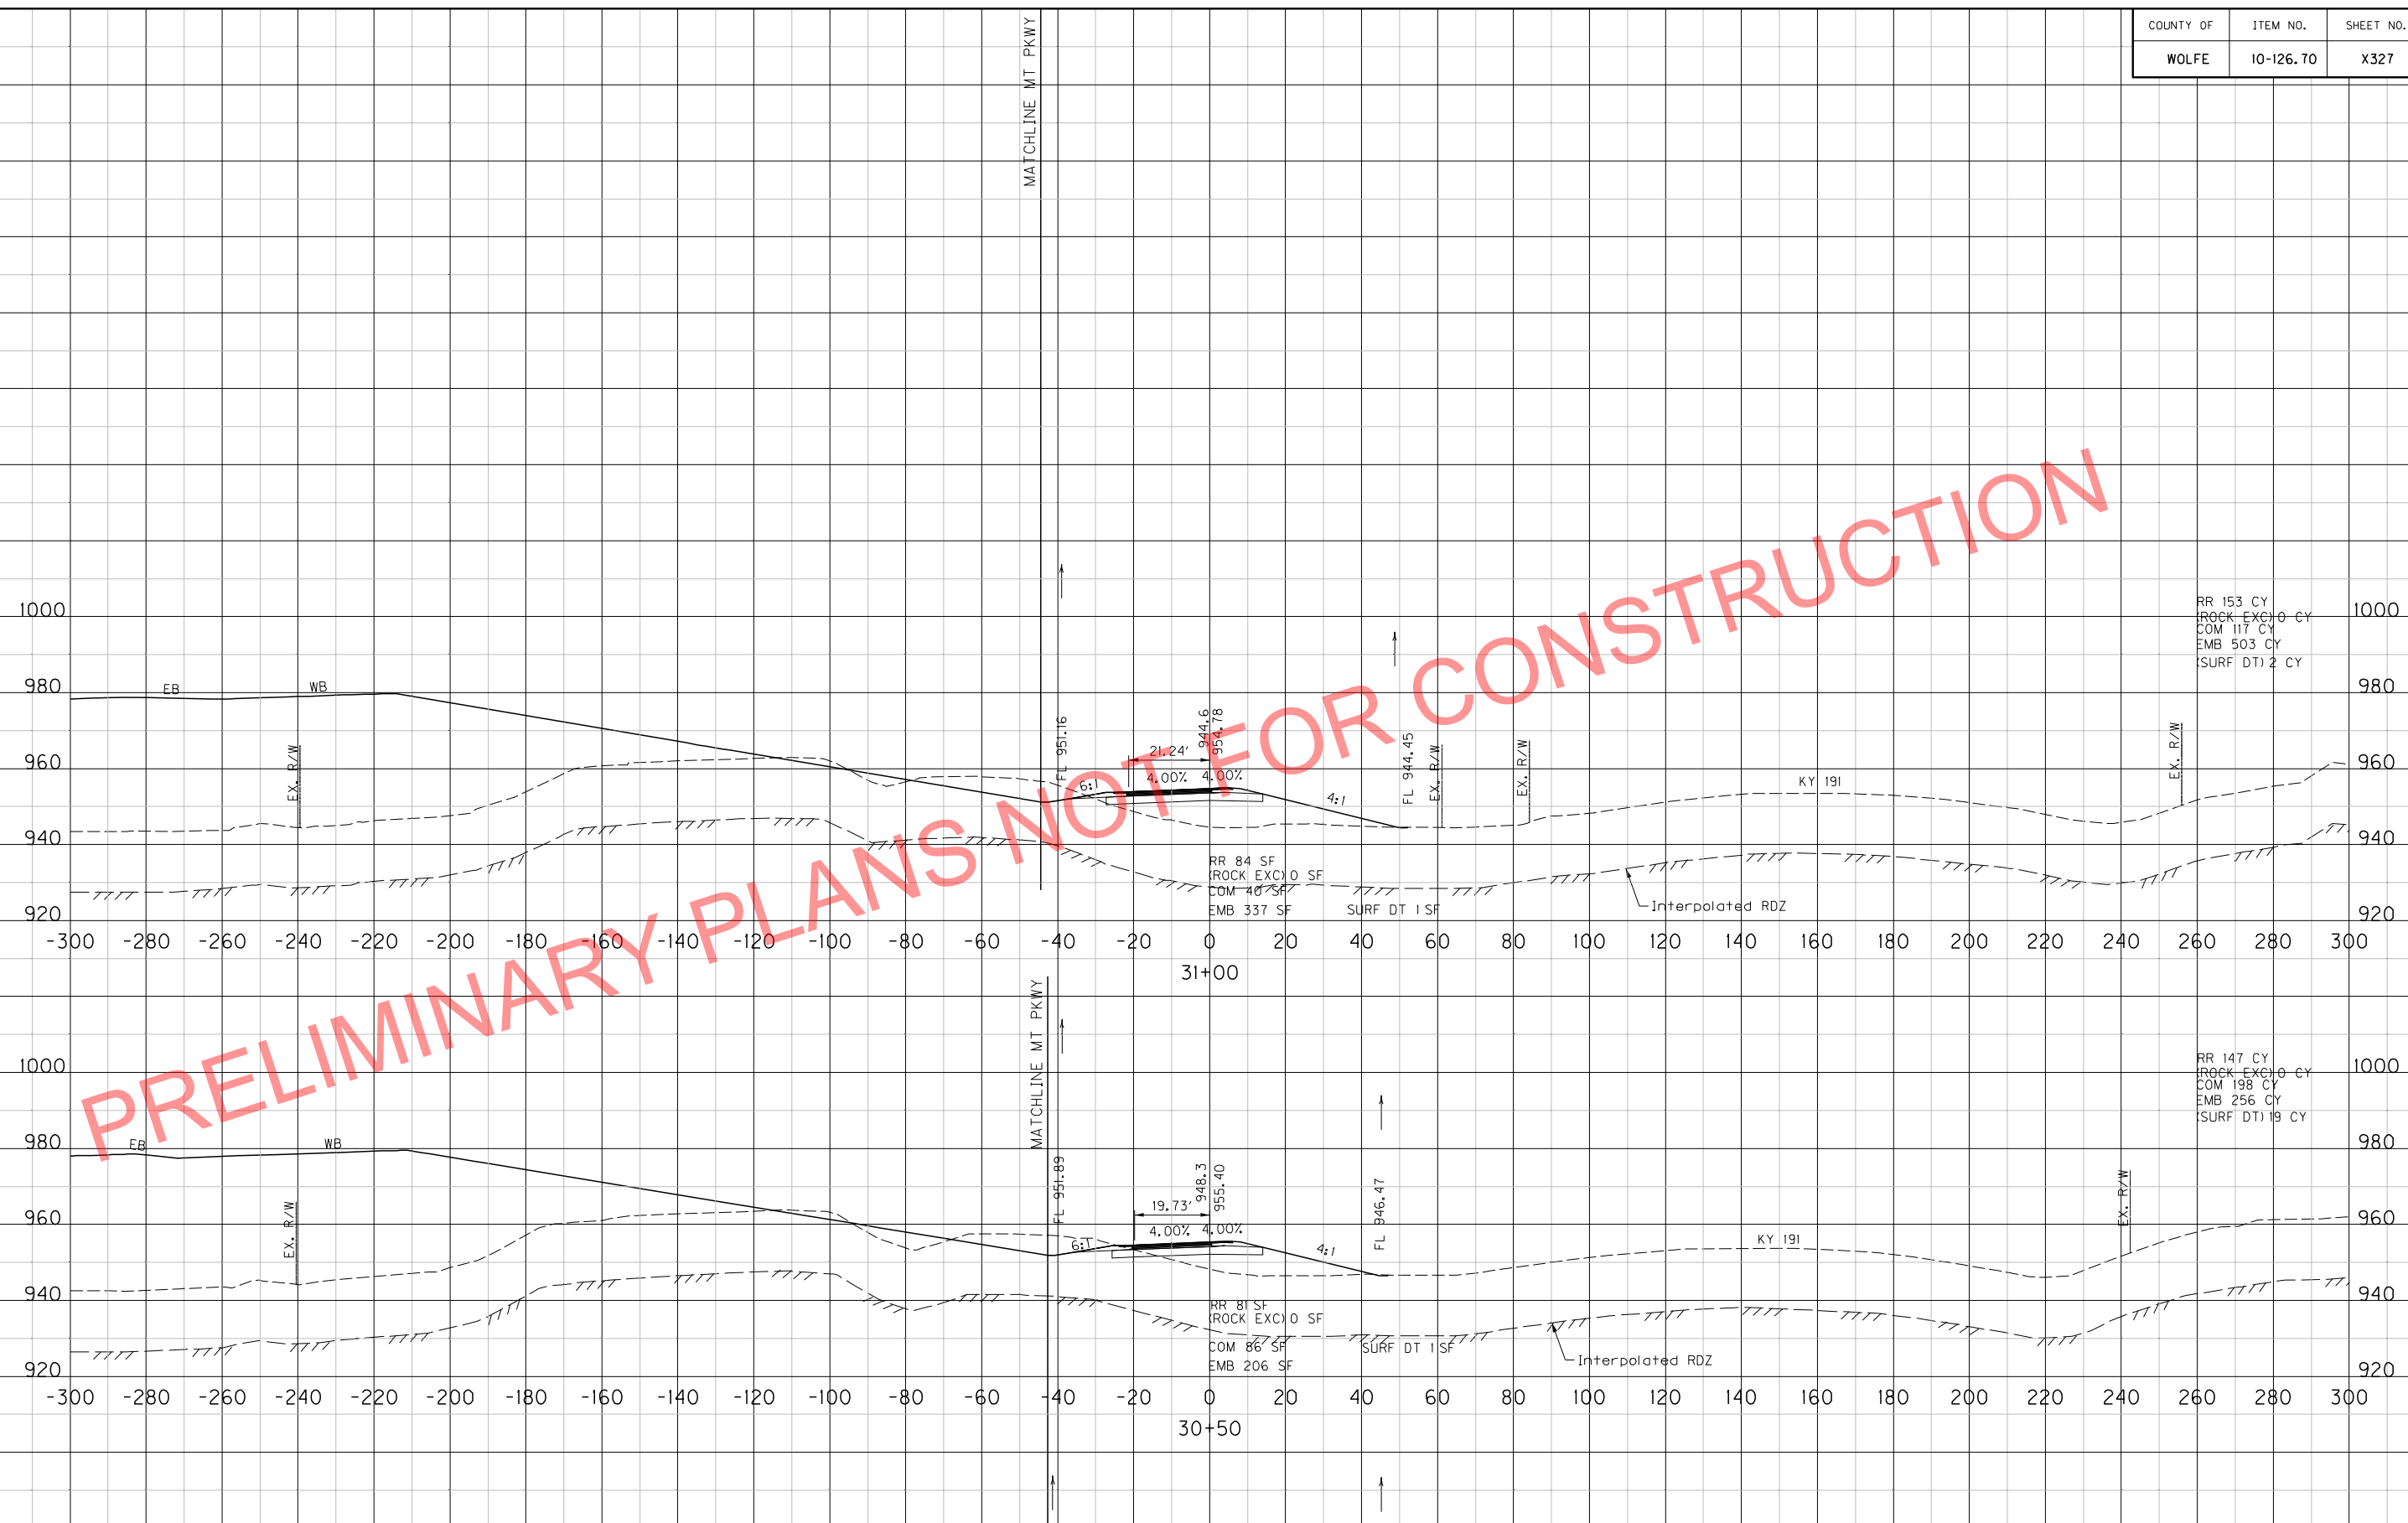 COUNTY OF ITEM NO. SHEET NO.
WOLFE 10-126.70 X327
MATCHLINE MT PKWY
PRELIMINARY PLANS NOT FOR CONSTRUCTION
1000 1000
RR 153 CY
(ROCK EXC) 0 CY
COM 117 CY
EMB 503 CY
(SURF DT) 2 CY
980 980
EB WB
EX. R/W
FL 951.16
944.6
954.78
21.24'
4.00% 4.00%
6:1
4:1
FL 944.45
EX. R/W
EX. R/W
KY 191
EX. R/W
960 960
940 940
RR 84 SF
(ROCK EXC) 0 SF
COM 40 SF
EMB 337 SF SURF DT 1 SF
Interpolated RDZ
920 920
-300 -280 -260 -240 -220 -200 -180 -160 -140 -120 -100 -80 -60 -40 -20 0 20 40 60 80 100 120 140 160 180 200 220 240 260 280 300
31+00
MATCHLINE MT PKWY
1000 1000
RR 147 CY
(ROCK EXC) 0 CY
COM 198 CY
EMB 256 CY
(SURF DT) 19 CY
980 980
EB WB
EX. R/W
FL 951.89
948.3
955.40
19.73'
4.00% 4.00%
6:1
4:1
FL 946.47
KY 191
EX. R/W
960 960
940 940
RR 81 SF
(ROCK EXC) 0 SF
COM 86 SF SURF DT 1 SF
EMB 206 SF
Interpolated RDZ
920 920
-300 -280 -260 -240 -220 -200 -180 -160 -140 -120 -100 -80 -60 -40 -20 0 20 40 60 80 100 120 140 160 180 200 220 240 260 280 300
30+50